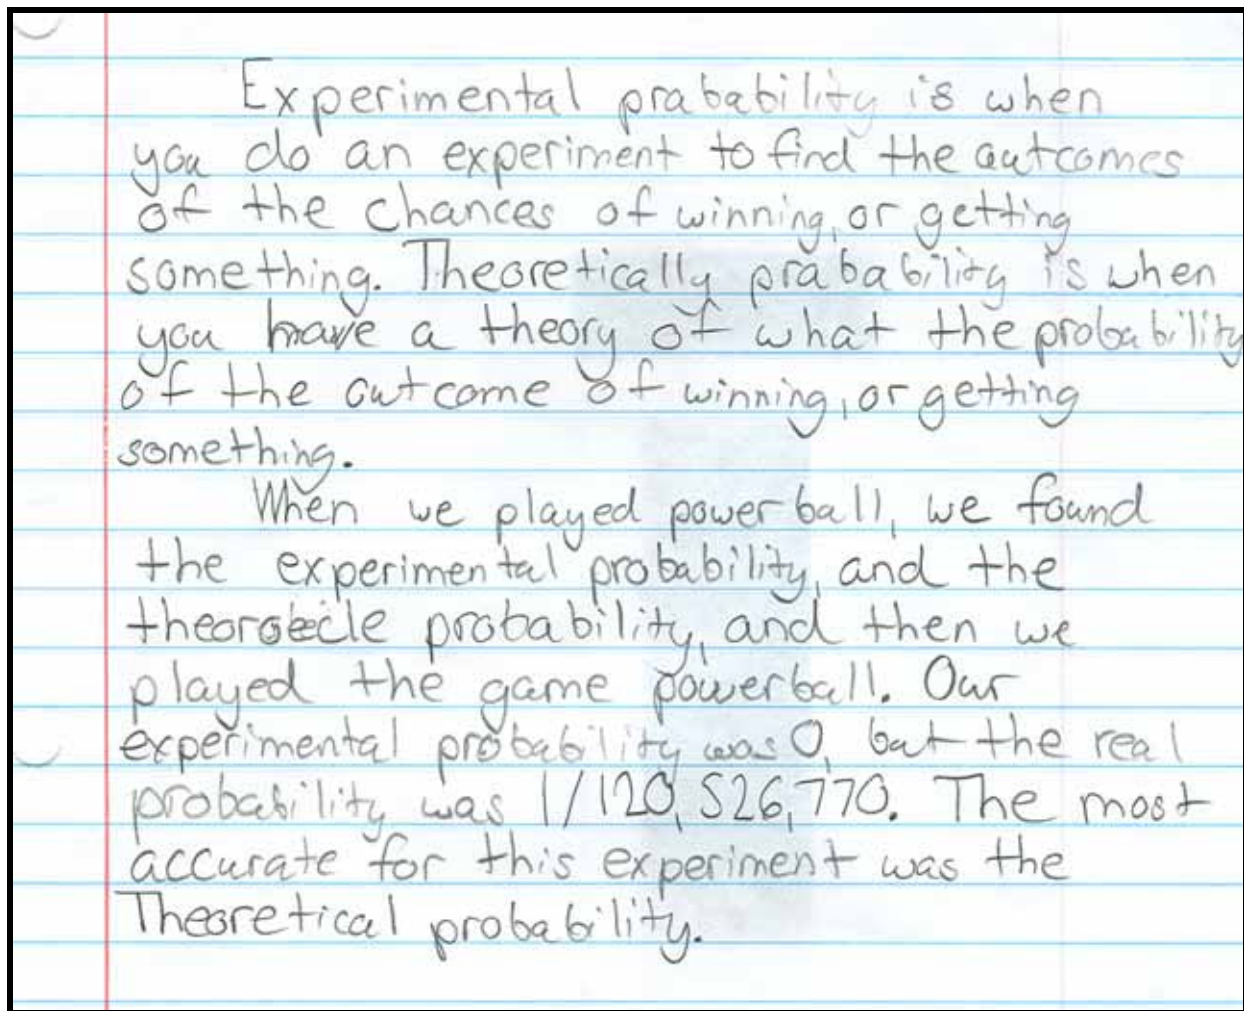 Experimental prabability is when
you do an experiment to find the outcomes
of the chances of winning, or getting
something. Theoretically prabability is when
you have a theory of what the probability
of the outcome of winning, or getting
something.
When we played powerball, we found
the experimental probability, and the
probability, and then we
played the game powerball. Our
experimental probability was 0, but the real
probability was 1/120,526,770. The most
accurate for this experiment was the
Theoretical probability.